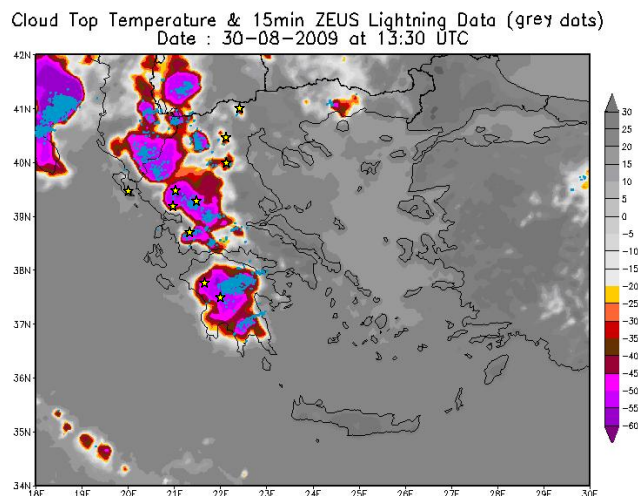 Cloud Top Temperature & 15min ZEUS Lightning Data (grey dots)
Date : 30-08-2009 at 13:30 UTC
42N
41N
40N
39N
38N
37N
36N
35N
34N
18E 19E 20E 21E 22E 23E 24E 25E 26E 27E 28E 29E 30E
30
25
20
15
10
5
0
-5
-10
-15
-20
-25
-30
-35
-40
-45
-50
-55
-60